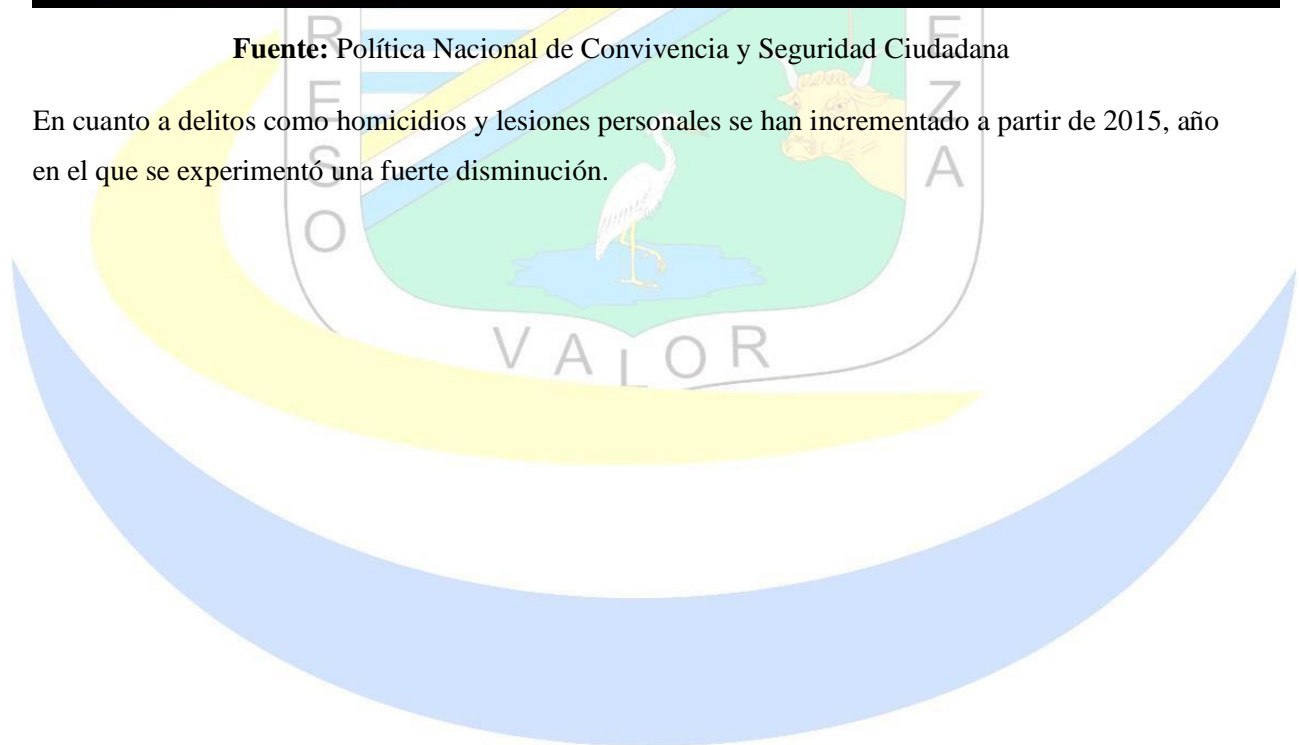 Fuente: Política Nacional de Convivencia y Seguridad Ciudadana
En cuanto a delitos como homicidios y lesiones personales se han incrementado a partir de 2015, año
en el que se experimentó una fuerte disminución.
R
E
S
O
VALOR
E
Z
A